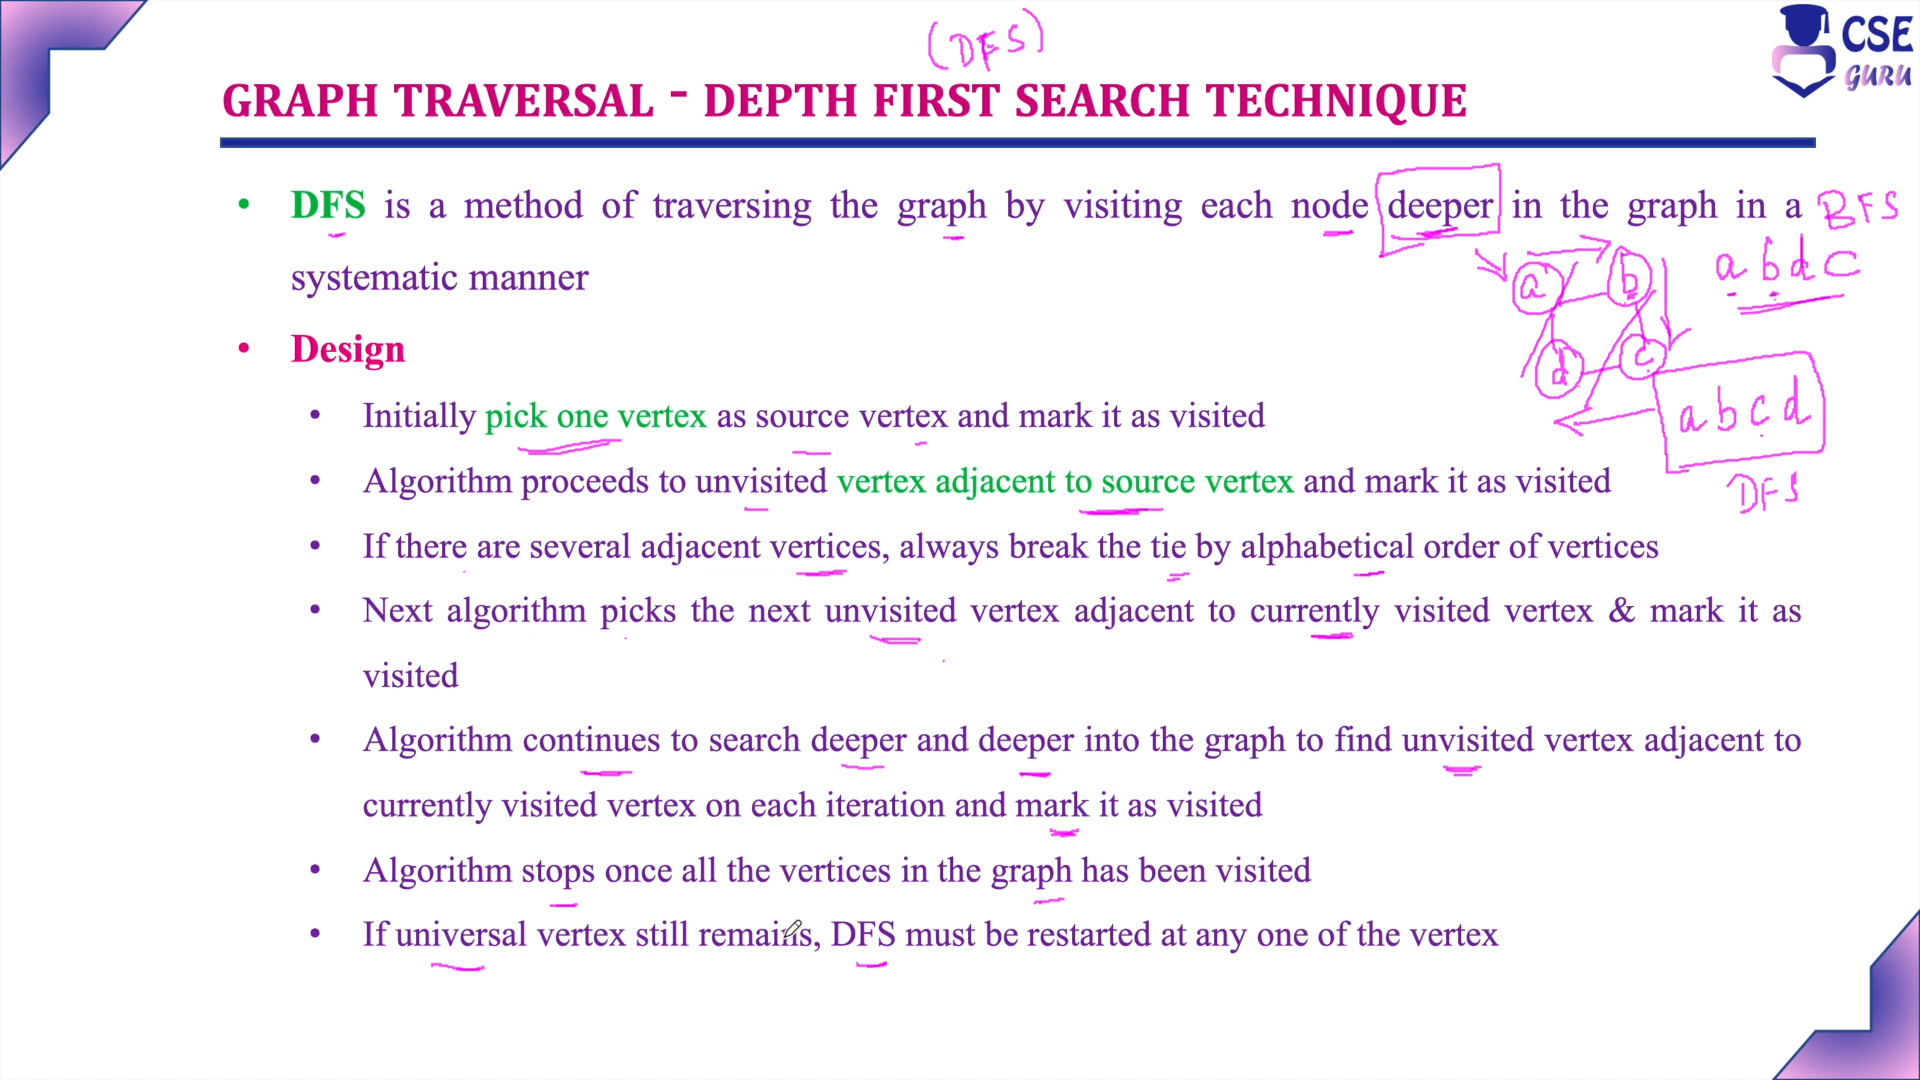 (DFS)
CSE
GURU
GRAPH TRAVERSAL - DEPTH FIRST SEARCH TECHNIQUE
• DFS is a method of traversing the graph by visiting each node deeper in the graph in a
BFS
systematic manner
a b d c
a b
d c
• Design
a b c d
DFS
• Initially pick one vertex as source vertex and mark it as visited
• Algorithm proceeds to unvisited vertex adjacent to source vertex and mark it as visited
• If there are several adjacent vertices, always break the tie by alphabetical order of vertices
• Next algorithm picks the next unvisited vertex adjacent to currently visited vertex & mark it as
visited
• Algorithm continues to search deeper and deeper into the graph to find unvisited vertex adjacent to
currently visited vertex on each iteration and mark it as visited
• Algorithm stops once all the vertices in the graph has been visited
• If universal vertex still remains, DFS must be restarted at any one of the vertex